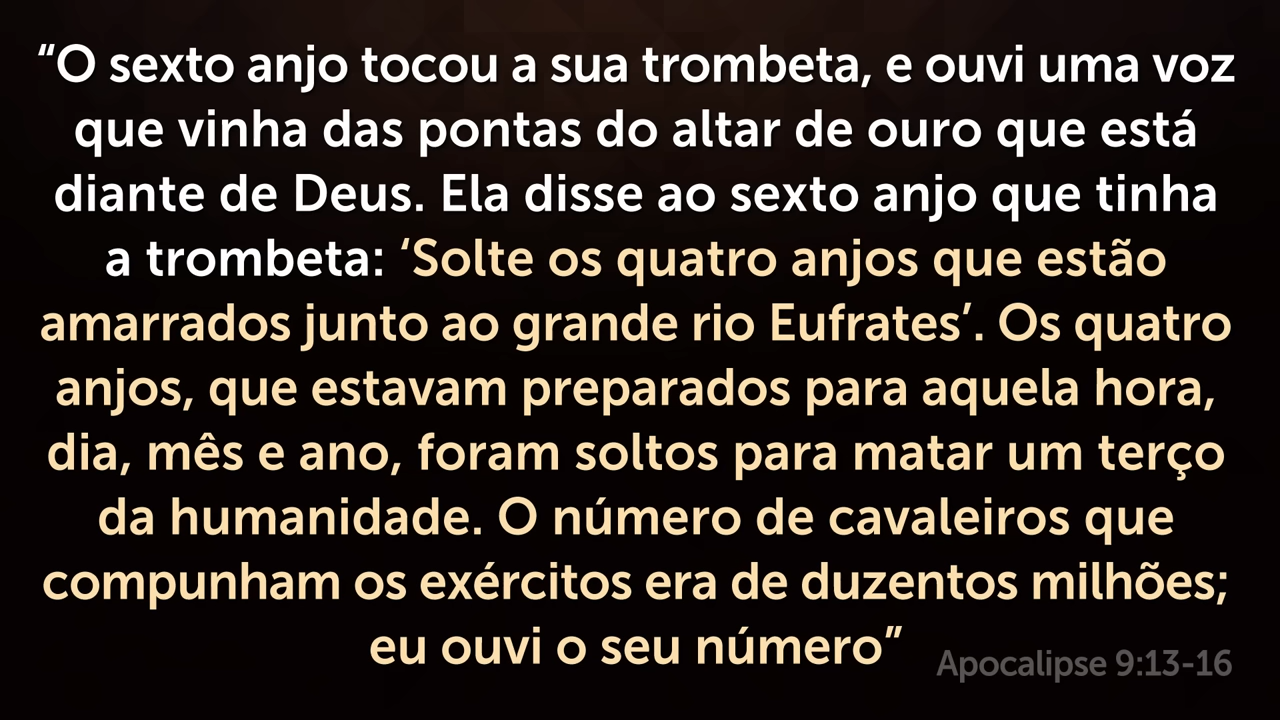 “O sexto anjo tocou a sua trombeta, e ouvi uma voz
que vinha das pontas do altar de ouro que está
diante de Deus. Ela disse ao sexto anjo que tinha
a trombeta: ‘Solte os quatro anjos que estão
amarrados junto ao grande rio Eufrates’. Os quatro
anjos, que estavam preparados para aquela hora,
dia, mês e ano, foram soltos para matar um terço
da humanidade. O número de cavaleiros que
compunham os exércitos era de duzentos milhões;
eu ouvi o seu número”
Apocalipse 9:13-16